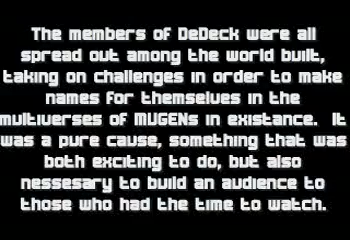 The members of DeDeck were all
spread out among the world built,
taking on challenges in order to make
names for themselves in the
multiverses of MUGENs in existance. It
was a pure cause, something that was
both exciting to do, but also
nessesary to build an audience to
those who had the time to watch.